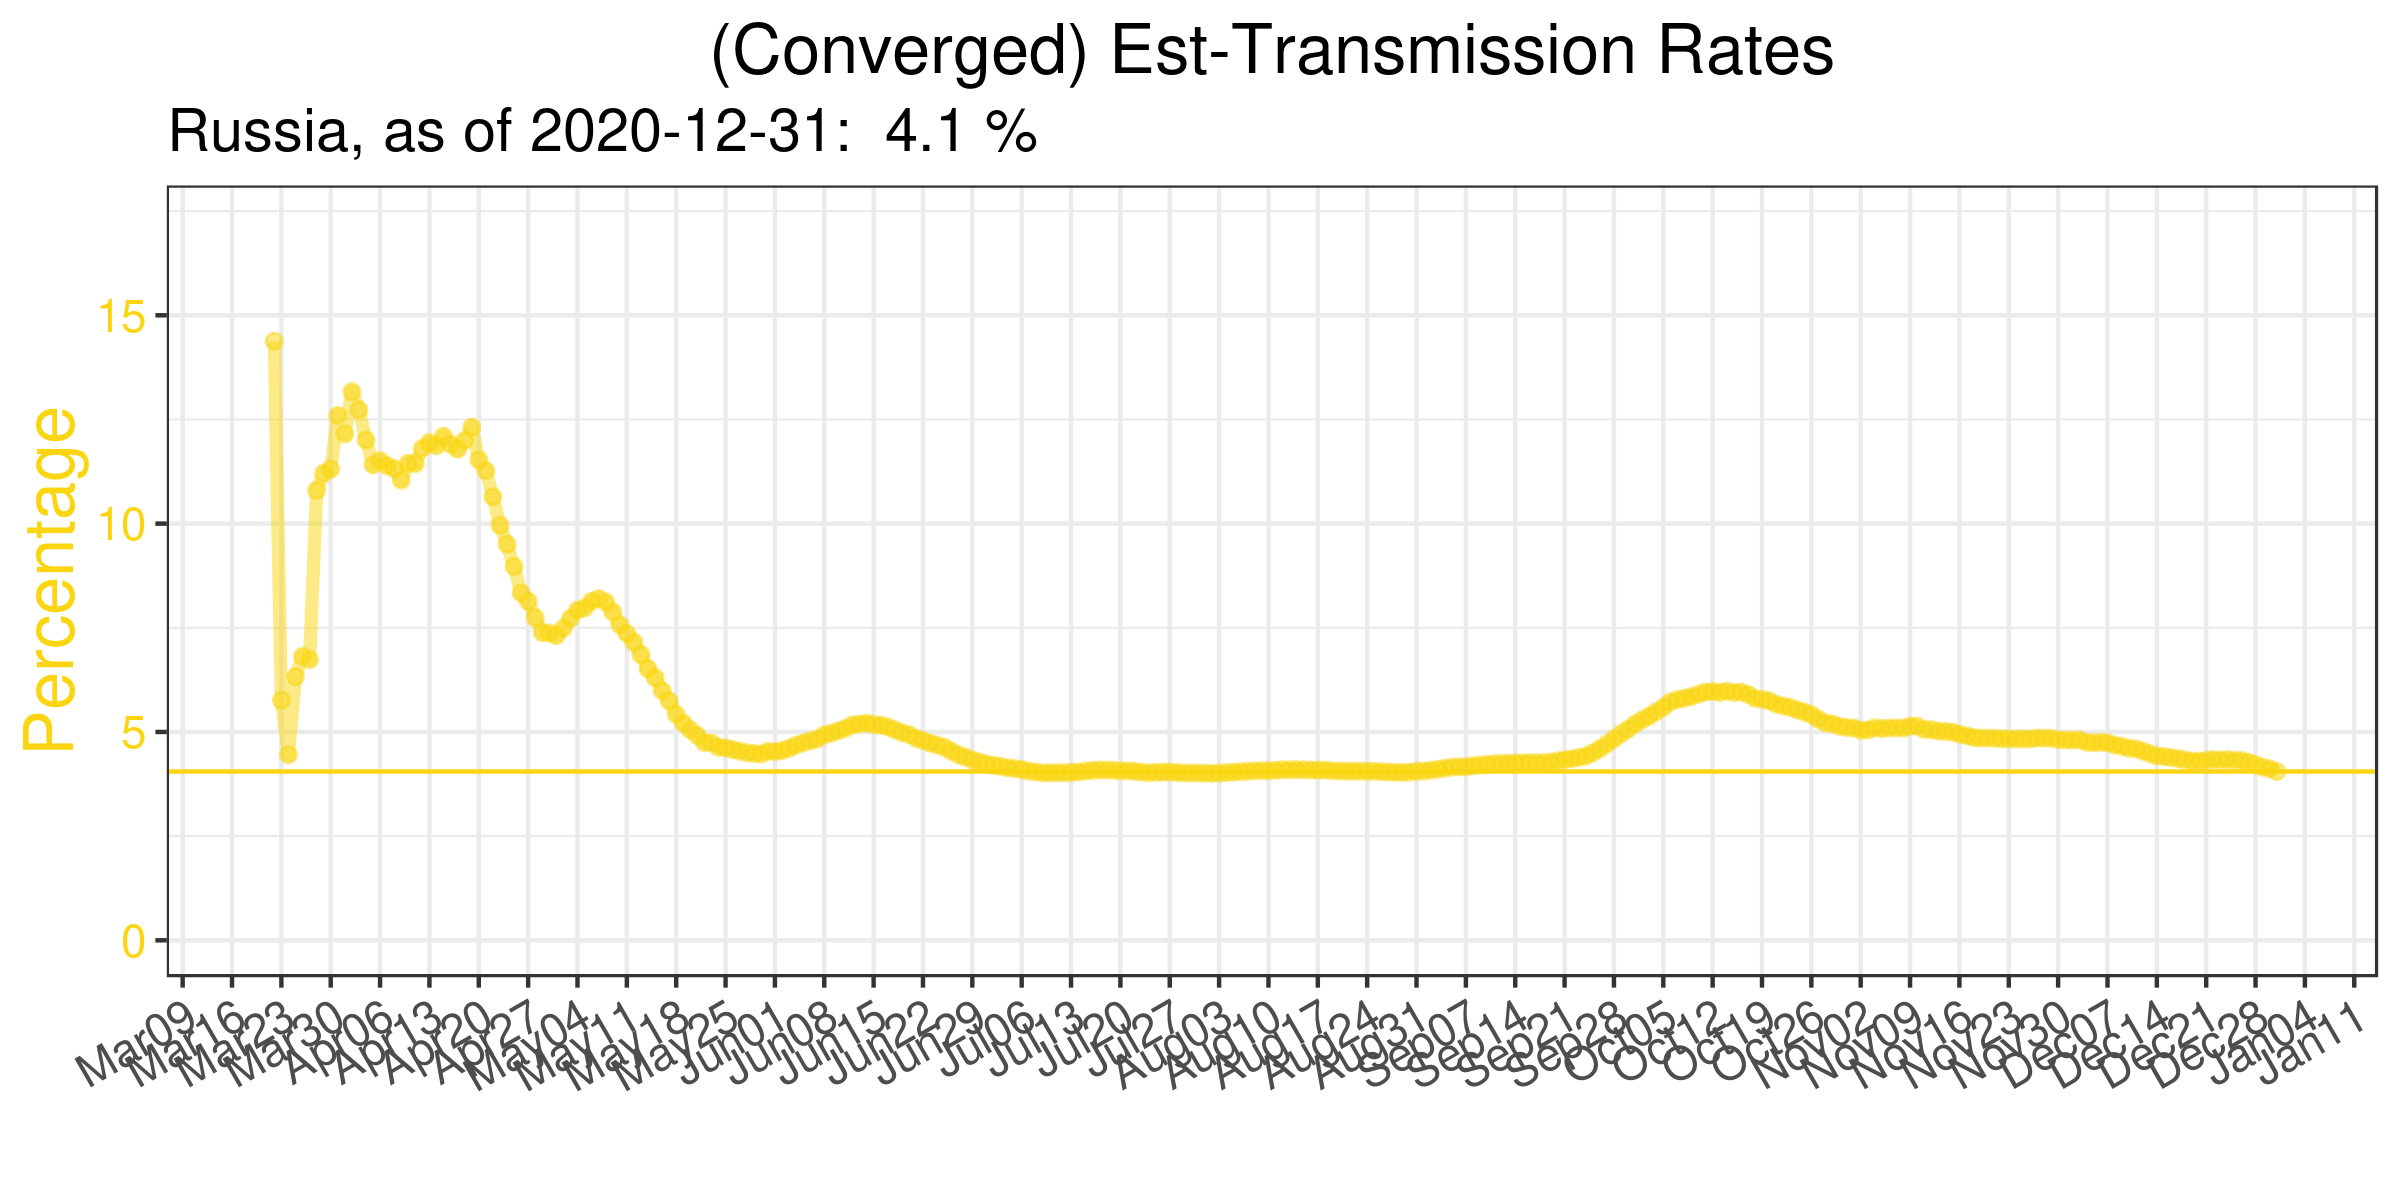 (Converged) Est-Transmission Rates
Russia, as of 2020-12-31:  4.1 %
Percentage
15
10
5
0
Mar09 Mar16 Mar23 Mar30 Apr06 Apr13 Apr20 Apr27 May04 May11 May18 May25 Jun01 Jun08 Jun15 Jun22 Jun29 Jul06 Jul13 Jul20 Jul27 Aug03 Aug10 Aug17 Aug24 Aug31 Sep07 Sep14 Sep21 Sep28 Oct05 Oct12 Oct19 Oct26 Nov02 Nov09 Nov16 Nov23 Nov30 Dec07 Dec14 Dec21 Dec28 Jan04 Jan11